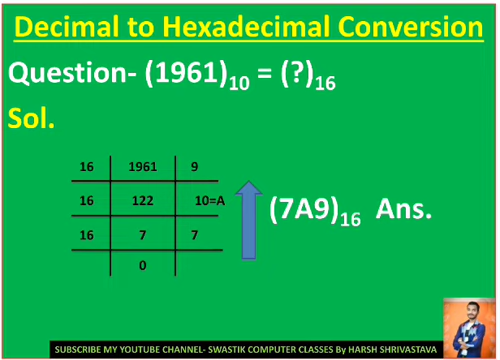 Decimal to Hexadecimal Conversion
Question- (1961)₁₀ = (?)₁₆
Sol.
16 1961 9
16 122 10=A
16 7 7
0
(7A9)₁₆ Ans.
SUBSCRIBE MY YOUTUBE CHANNEL- SWASTIK COMPUTER CLASSES By HARSH SHRIVASTAVA